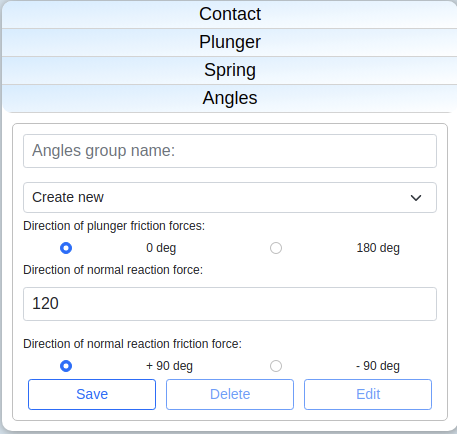 Contact
Plunger
Spring
Angles
Angles group name:
Create new
Direction of plunger friction forces:
0 deg 180 deg
Direction of normal reaction force:
120
Direction of normal reaction friction force:
+ 90 deg - 90 deg
Save Delete Edit